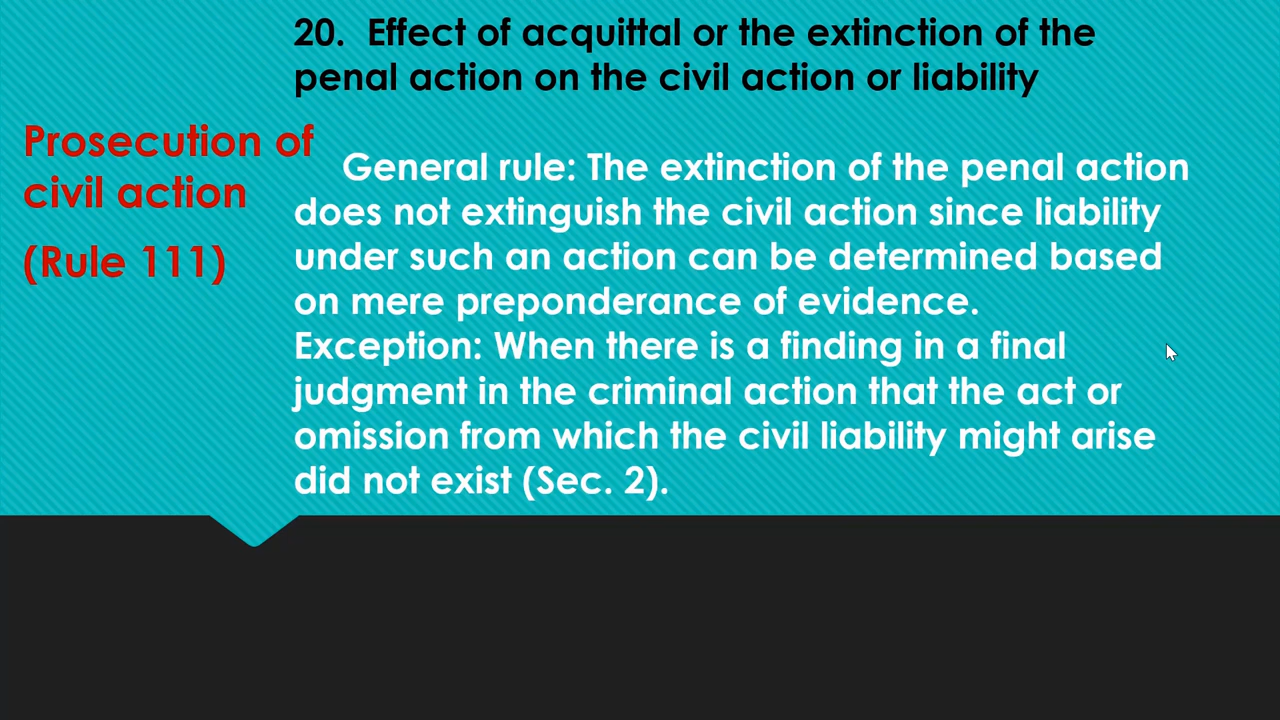 20. Effect of acquittal or the extinction of the
penal action on the civil action or liability
Prosecution of
civil action
(Rule 111)
General rule: The extinction of the penal action
does not extinguish the civil action since liability
under such an action can be determined based
on mere preponderance of evidence.
Exception: When there is a finding in a final
judgment in the criminal action that the act or
omission from which the civil liability might arise
did not exist (Sec. 2).